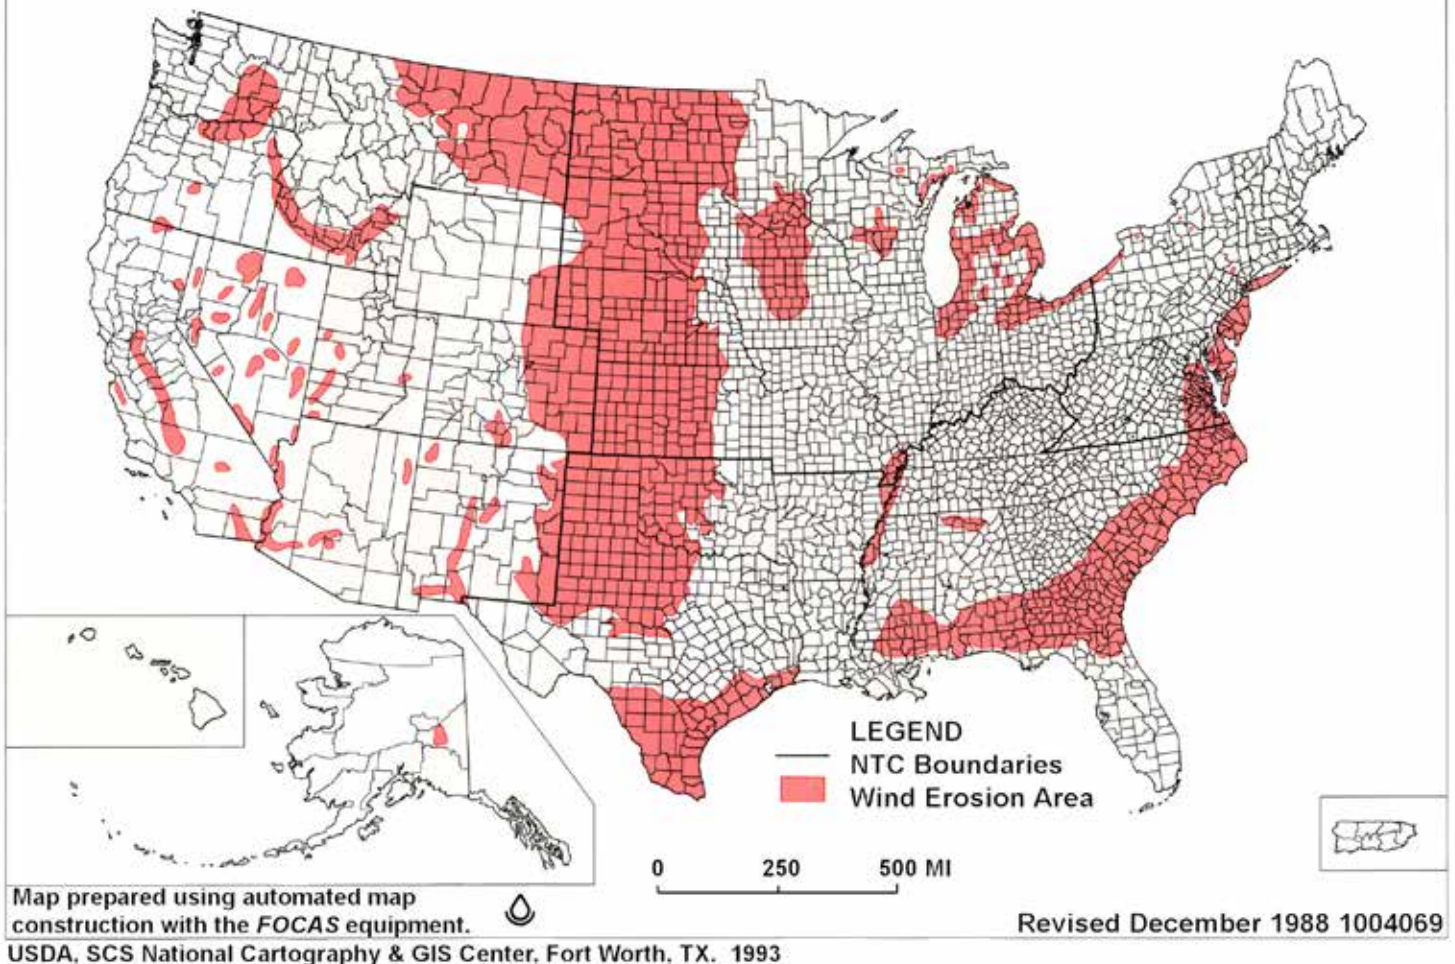 LEGEND
NTC Boundaries
Wind Erosion Area
0 250 500 MI
Map prepared using automated map
construction with the FOCAS equipment.
Revised December 1988 1004069
USDA, SCS National Cartography & GIS Center, Fort Worth, TX. 1993